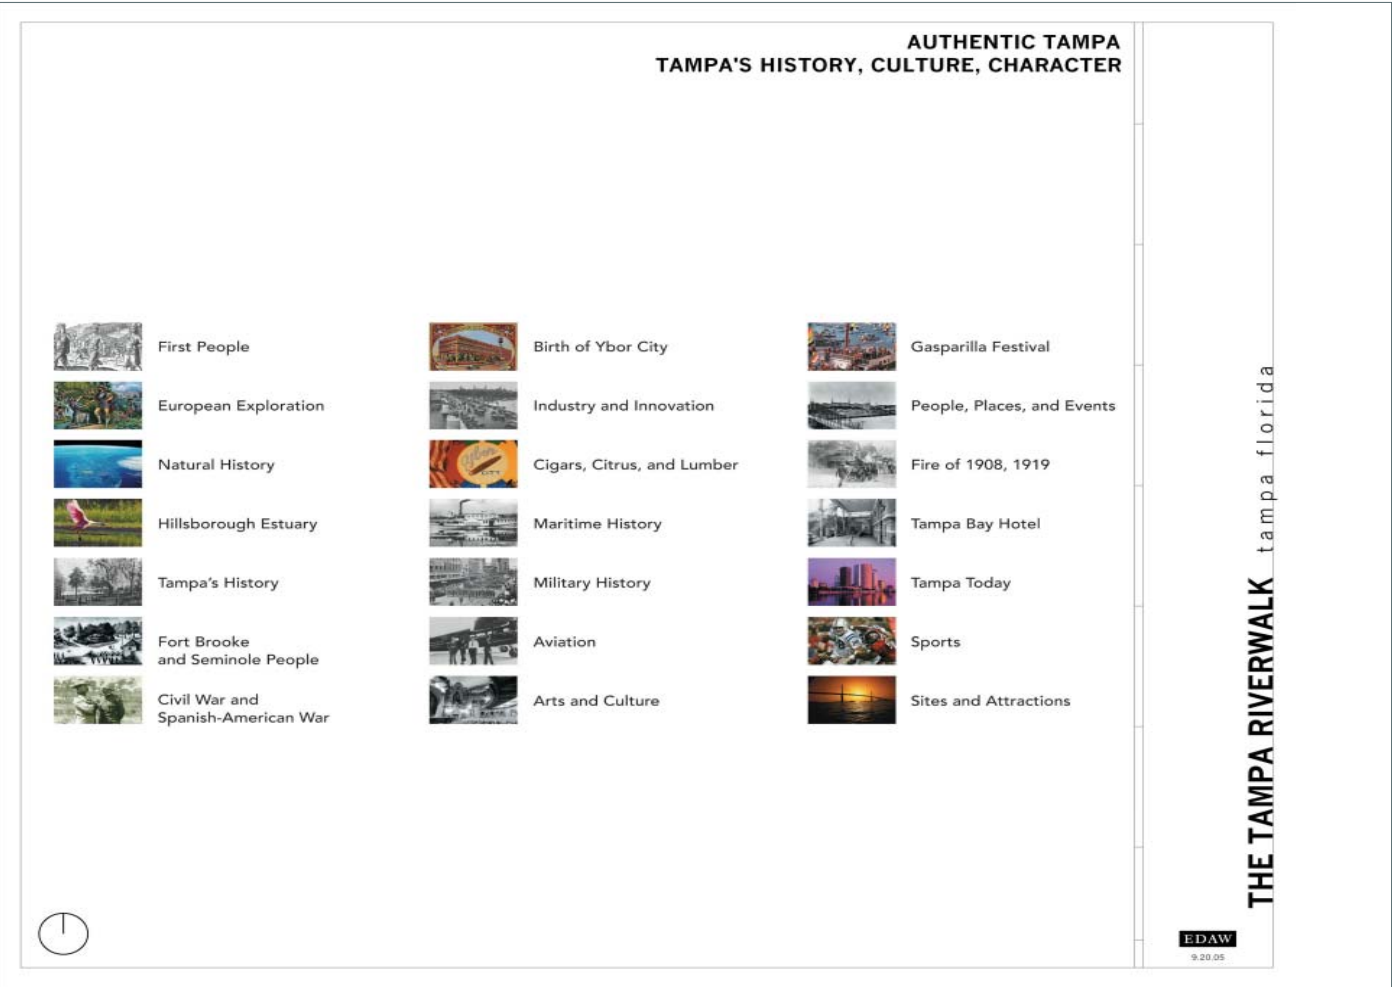 AUTHENTIC TAMPA
TAMPA'S HISTORY, CULTURE, CHARACTER
First People
European Exploration
Natural History
Hillsborough Estuary
Tampa's History
Fort Brooke
and Seminole People
Civil War and
Spanish-American War
Birth of Ybor City
Industry and Innovation
Cigars, Citrus, and Lumber
Maritime History
Military History
Aviation
Arts and Culture
Gasparilla Festival
People, Places, and Events
Fire of 1908, 1919
Tampa Bay Hotel
Tampa Today
Sports
Sites and Attractions
THE TAMPA RIVERWALK tampa florida
EDAW
9.20.05